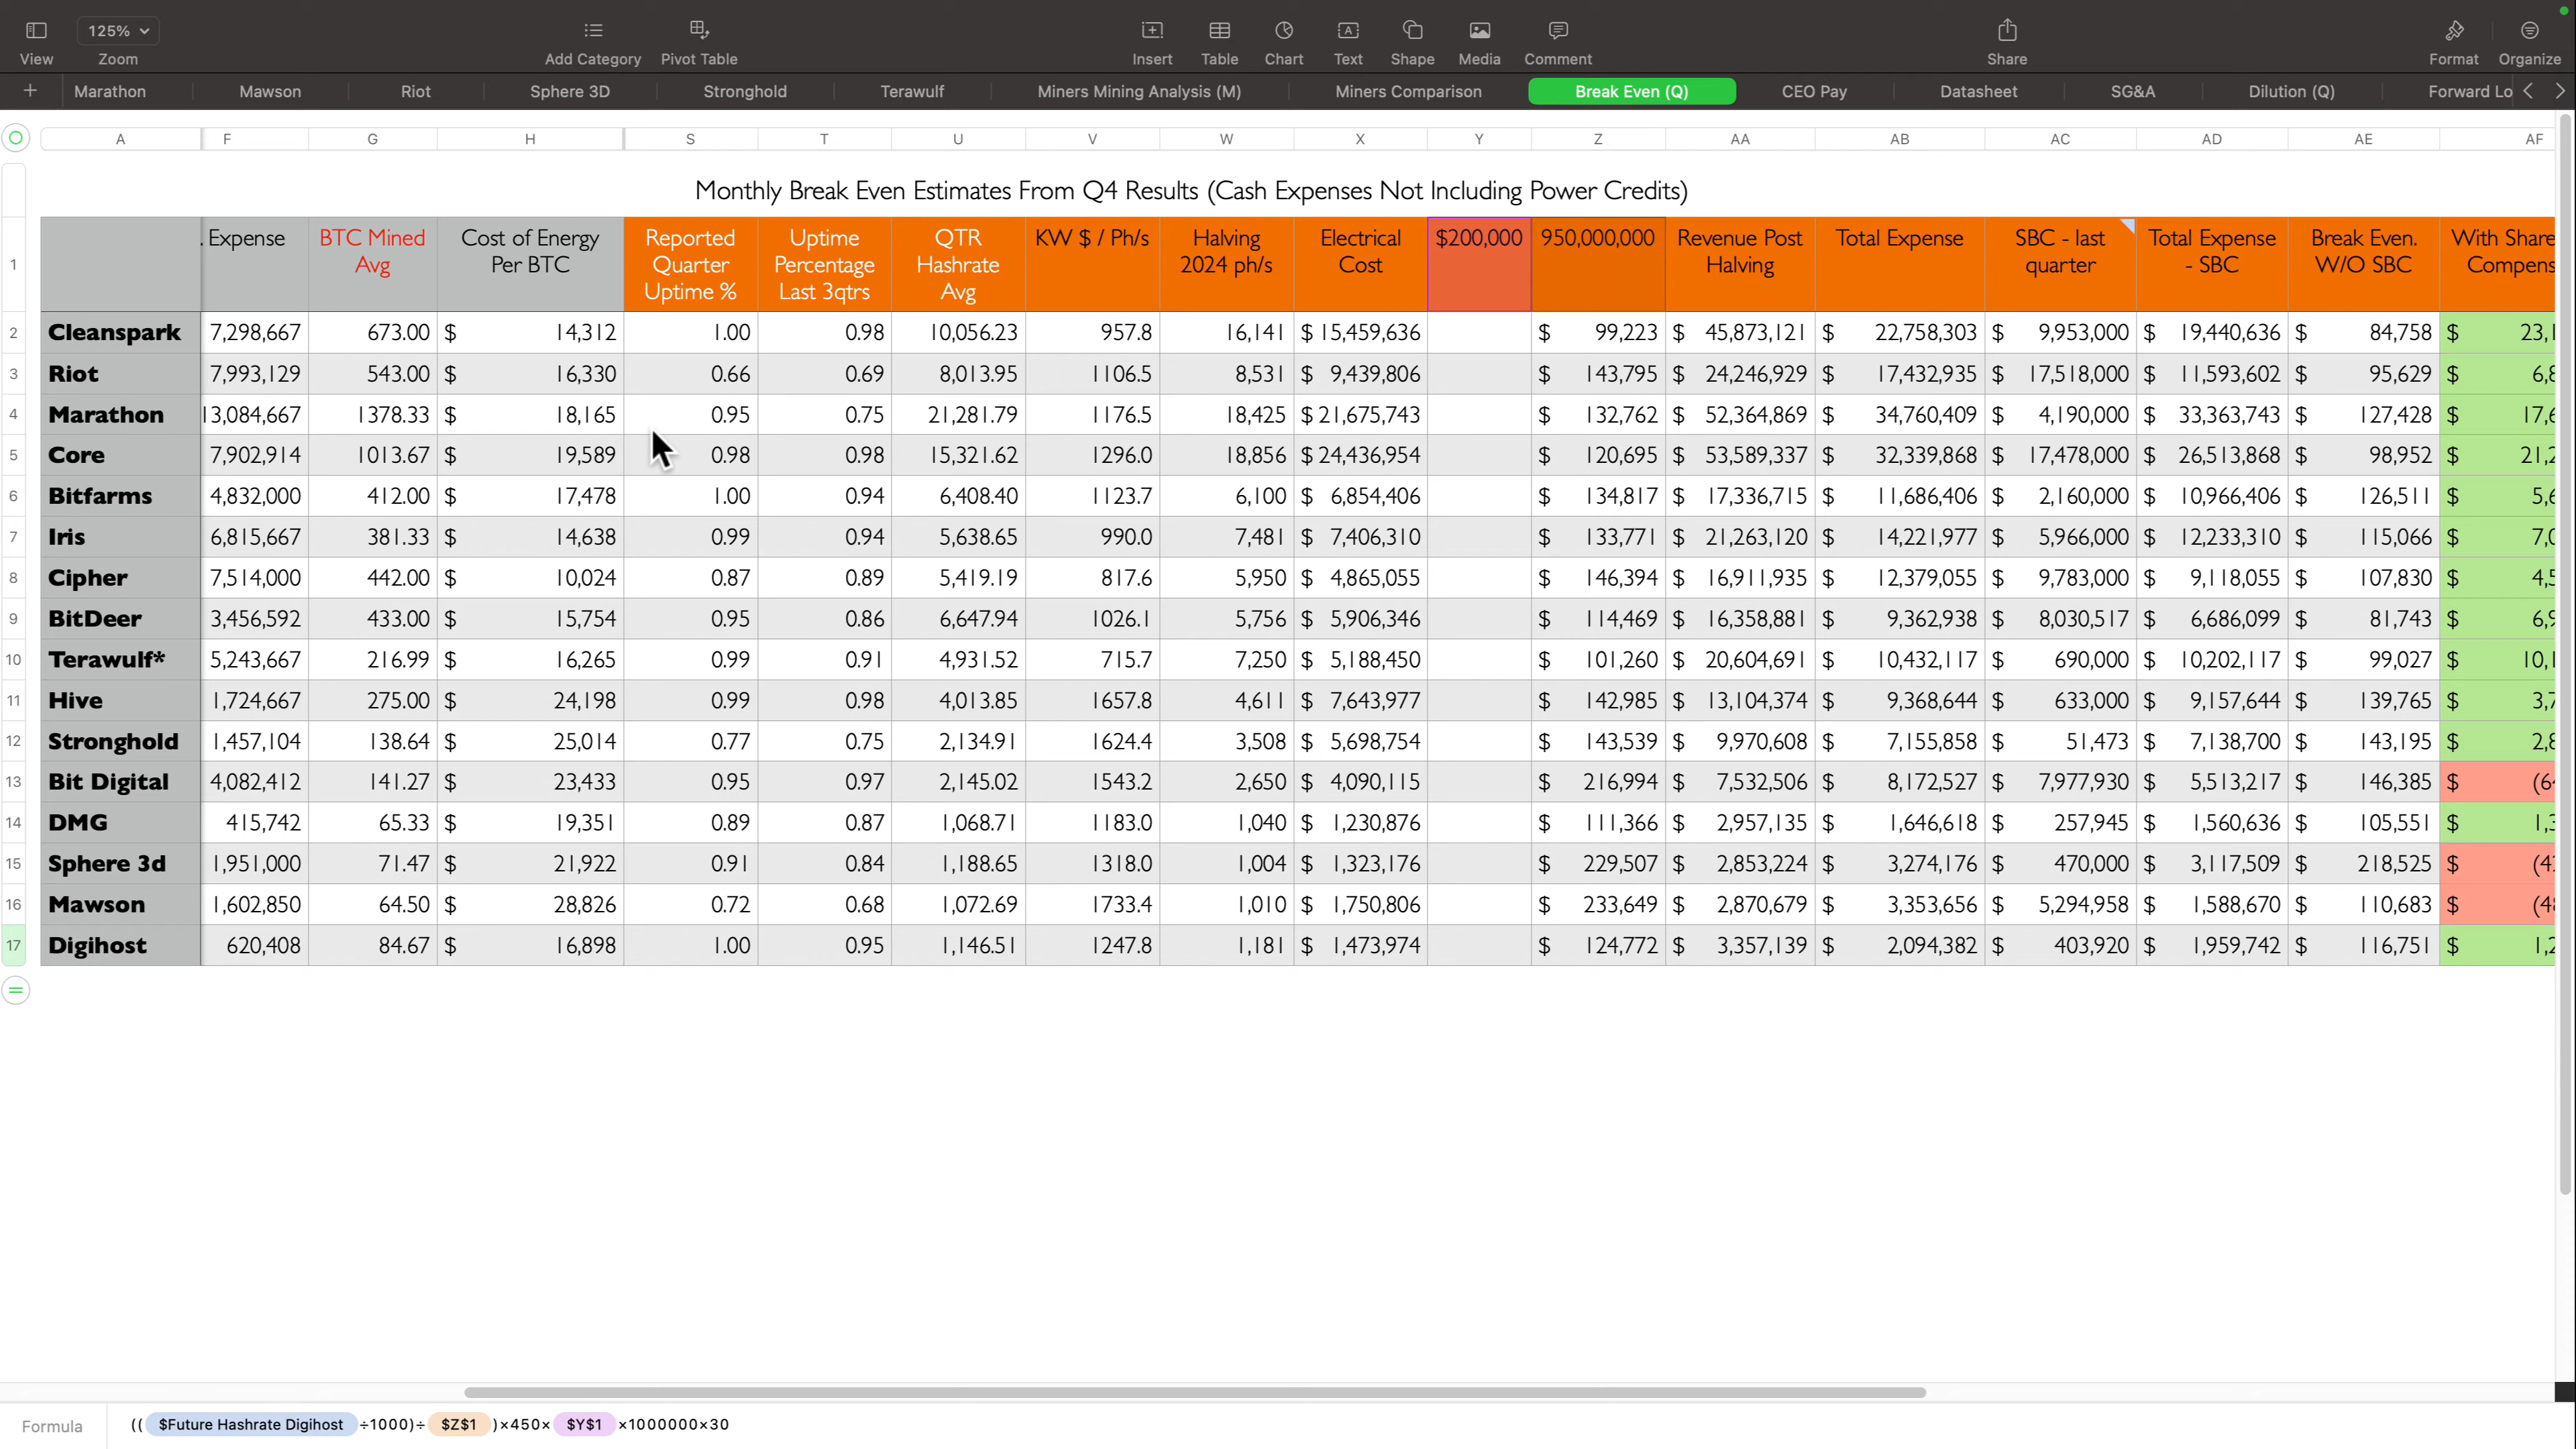 125%
View Zoom Add Category Pivot Table Insert Table Chart Text Shape Media Comment Share Format Organize
+ Marathon Mawson Riot Sphere 3D Stronghold Terawulf Miners Mining Analysis (M) Miners Comparison Break Even (Q) CEO Pay Datasheet SG&A Dilution (Q) Forward Lo
A F G H S T U V W X Y Z AA AB AC AD AE AF
Monthly Break Even Estimates From Q4 Results (Cash Expenses Not Including Power Credits)
. Expense BTC Mined Cost of Energy Reported Uptime QTR KW $ / Ph/s Halving Electrical $200,000 950,000,000 Revenue Post Total Expense SBC - last Total Expense Break Even. With Share
1 Avg Per BTC Quarter Percentage Hashrate 2024 ph/s Cost Halving quarter - SBC W/O SBC Compens
Uptime % Last 3qtrs Avg
2 Cleanspark 7,298,667 673.00 $ 14,312 1.00 0.98 10,056.23 957.8 16,141 $ 15,459,636 $ 99,223 $ 45,873,121 $ 22,758,303 $ 9,953,000 $ 19,440,636 $ 84,758 $ 23,1
3 Riot 7,993,129 543.00 $ 16,330 0.66 0.69 8,013.95 1106.5 8,531 $ 9,439,806 $ 143,795 $ 24,246,929 $ 17,432,935 $ 17,518,000 $ 11,593,602 $ 95,629 $ 6,8
4 Marathon 13,084,667 1378.33 $ 18,165 0.95 0.75 21,281.79 1176.5 18,425 $ 21,675,743 $ 132,762 $ 52,364,869 $ 34,760,409 $ 4,190,000 $ 33,363,743 $ 127,428 $ 17,6
5 Core 7,902,914 1013.67 $ 19,589 0.98 0.98 15,321.62 1296.0 18,856 $ 24,436,954 $ 120,695 $ 53,589,337 $ 32,339,868 $ 17,478,000 $ 26,513,868 $ 98,952 $ 21,2
6 Bitfarms 4,832,000 412.00 $ 17,478 1.00 0.94 6,408.40 1123.7 6,100 $ 6,854,406 $ 134,817 $ 17,336,715 $ 11,686,406 $ 2,160,000 $ 10,966,406 $ 126,511 $ 5,6
7 Iris 6,815,667 381.33 $ 14,638 0.99 0.94 5,638.65 990.0 7,481 $ 7,406,310 $ 133,771 $ 21,263,120 $ 14,221,977 $ 5,966,000 $ 12,233,310 $ 115,066 $ 7,0
8 Cipher 7,514,000 442.00 $ 10,024 0.87 0.89 5,419.19 817.6 5,950 $ 4,865,055 $ 146,394 $ 16,911,935 $ 12,379,055 $ 9,783,000 $ 9,118,055 $ 107,830 $ 4,5
9 BitDeer 3,456,592 433.00 $ 15,754 0.95 0.86 6,647.94 1026.1 5,756 $ 5,906,346 $ 114,469 $ 16,358,881 $ 9,362,938 $ 8,030,517 $ 6,686,099 $ 81,743 $ 6,9
10 Terawulf* 5,243,667 216.99 $ 16,265 0.99 0.91 4,931.52 715.7 7,250 $ 5,188,450 $ 101,260 $ 20,604,691 $ 10,432,117 $ 690,000 $ 10,202,117 $ 99,027 $ 10,1
11 Hive 1,724,667 275.00 $ 24,198 0.99 0.98 4,013.85 1657.8 4,611 $ 7,643,977 $ 142,985 $ 13,104,374 $ 9,368,644 $ 633,000 $ 9,157,644 $ 139,765 $ 3,7
12 Stronghold 1,457,104 138.64 $ 25,014 0.77 0.75 2,134.91 1624.4 3,508 $ 5,698,754 $ 143,539 $ 9,970,608 $ 7,155,858 $ 51,473 $ 7,138,700 $ 143,195 $ 2,8
13 Bit Digital 4,082,412 141.27 $ 23,433 0.95 0.97 2,145.02 1543.2 2,650 $ 4,090,115 $ 216,994 $ 7,532,506 $ 8,172,527 $ 7,977,930 $ 5,513,217 $ 146,385 $ (64
14 DMG 415,742 65.33 $ 19,351 0.89 0.87 1,068.71 1183.0 1,040 $ 1,230,876 $ 111,366 $ 2,957,135 $ 1,646,618 $ 257,945 $ 1,560,636 $ 105,551 $ 1,3
15 Sphere 3d 1,951,000 71.47 $ 21,922 0.91 0.84 1,188.65 1318.0 1,004 $ 1,323,176 $ 229,507 $ 2,853,224 $ 3,274,176 $ 470,000 $ 3,117,509 $ 218,525 $ (42
16 Mawson 1,602,850 64.50 $ 28,826 0.72 0.68 1,072.69 1733.4 1,010 $ 1,750,806 $ 233,649 $ 2,870,679 $ 3,353,656 $ 5,294,958 $ 1,588,670 $ 110,683 $ (48
17 Digihost 620,408 84.67 $ 16,898 1.00 0.95 1,146.51 1247.8 1,181 $ 1,473,974 $ 124,772 $ 3,357,139 $ 2,094,382 $ 403,920 $ 1,959,742 $ 116,751 $ 1,2
Formula (( $Future Hashrate Digihost ÷1000)÷ $Z$1 )×450× $Y$1 ×1000000×30